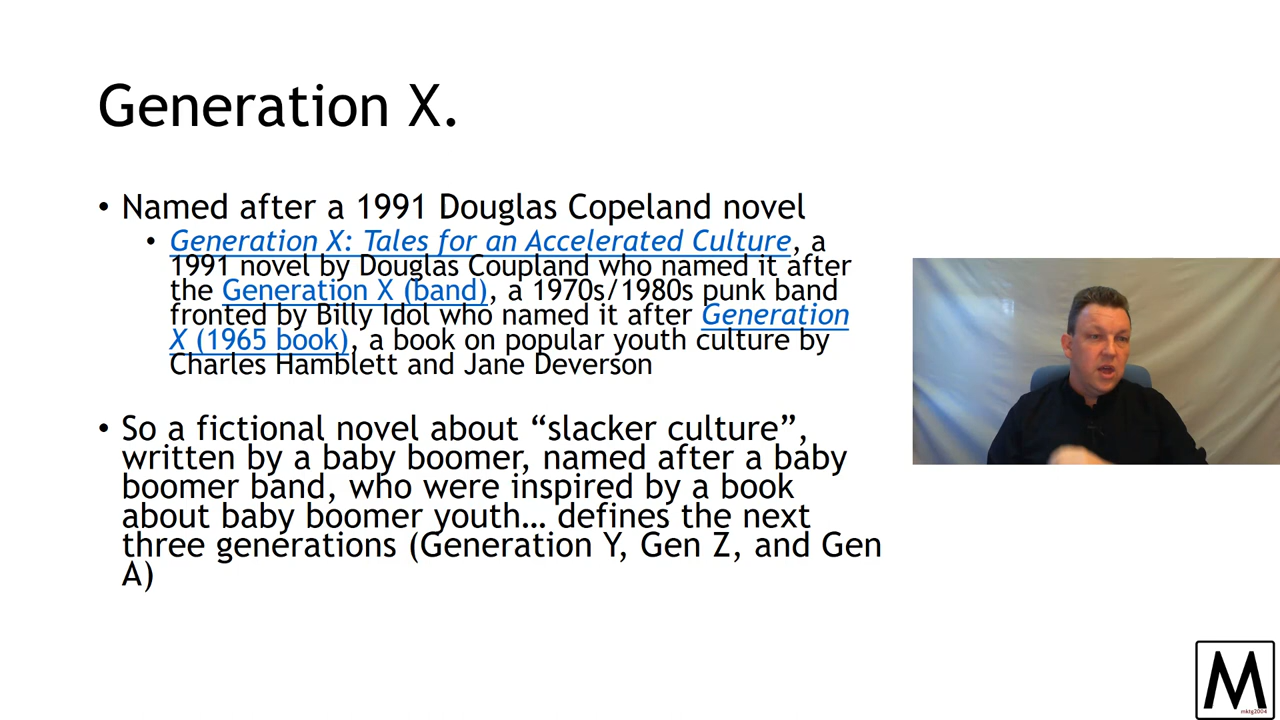 Generation X.
• Named after a 1991 Douglas Copeland novel
• Generation X: Tales for an Accelerated Culture, a
1991 novel by Douglas Coupland who named it after
the Generation X (band), a 1970s/1980s punk band
fronted by Billy Idol who named it after Generation
X (1965 book), a book on popular youth culture by
Charles Hamblett and Jane Deverson
• So a fictional novel about “slacker culture”,
written by a baby boomer, named after a baby
boomer band, who were inspired by a book
about baby boomer youth… defines the next
three generations (Generation Y, Gen Z, and Gen
A)
M
mktg2004